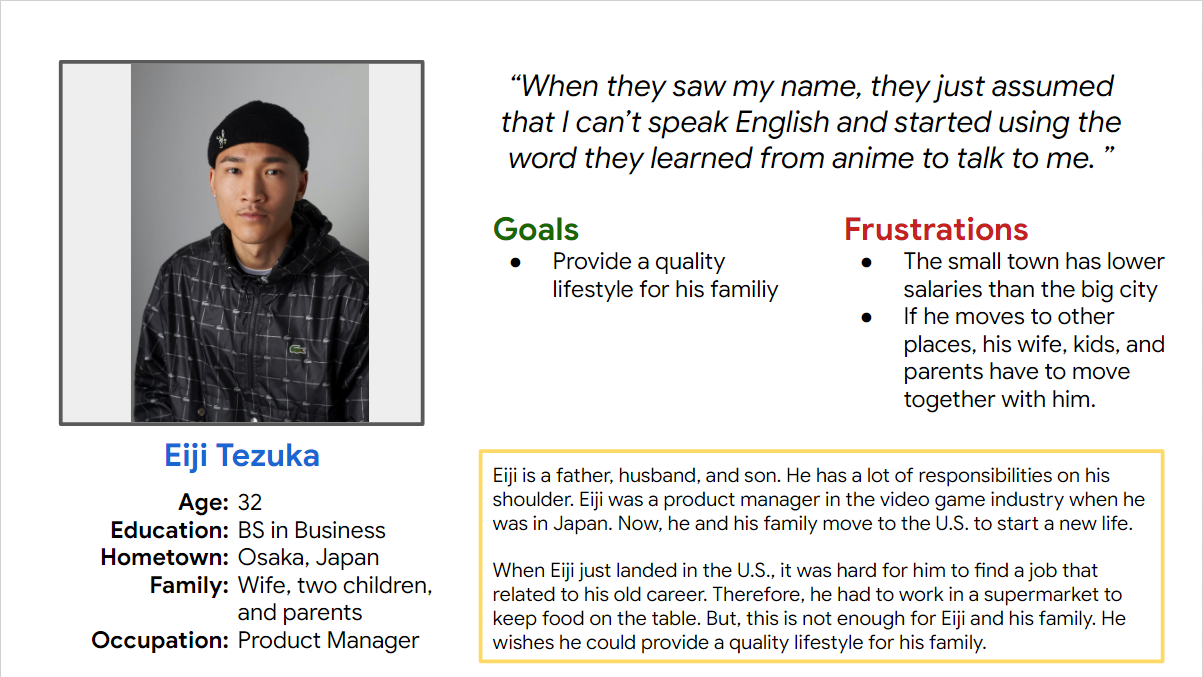 “When they saw my name, they just assumed
that I can’t speak English and started using the
word they learned from anime to talk to me. ”
Goals
● Provide a quality
lifestyle for his familiy
Frustrations
● The small town has lower
salaries than the big city
● If he moves to other
places, his wife, kids, and
parents have to move
together with him.
Eiji Tezuka
Age: 32
Education: BS in Business
Hometown: Osaka, Japan
Family: Wife, two children,
and parents
Occupation: Product Manager
Eiji is a father, husband, and son. He has a lot of responsibilities on his
shoulder. Eiji was a product manager in the video game industry when he
was in Japan. Now, he and his family move to the U.S. to start a new life.
When Eiji just landed in the U.S., it was hard for him to find a job that
related to his old career. Therefore, he had to work in a supermarket to
keep food on the table. But, this is not enough for Eiji and his family. He
wishes he could provide a quality lifestyle for his family.